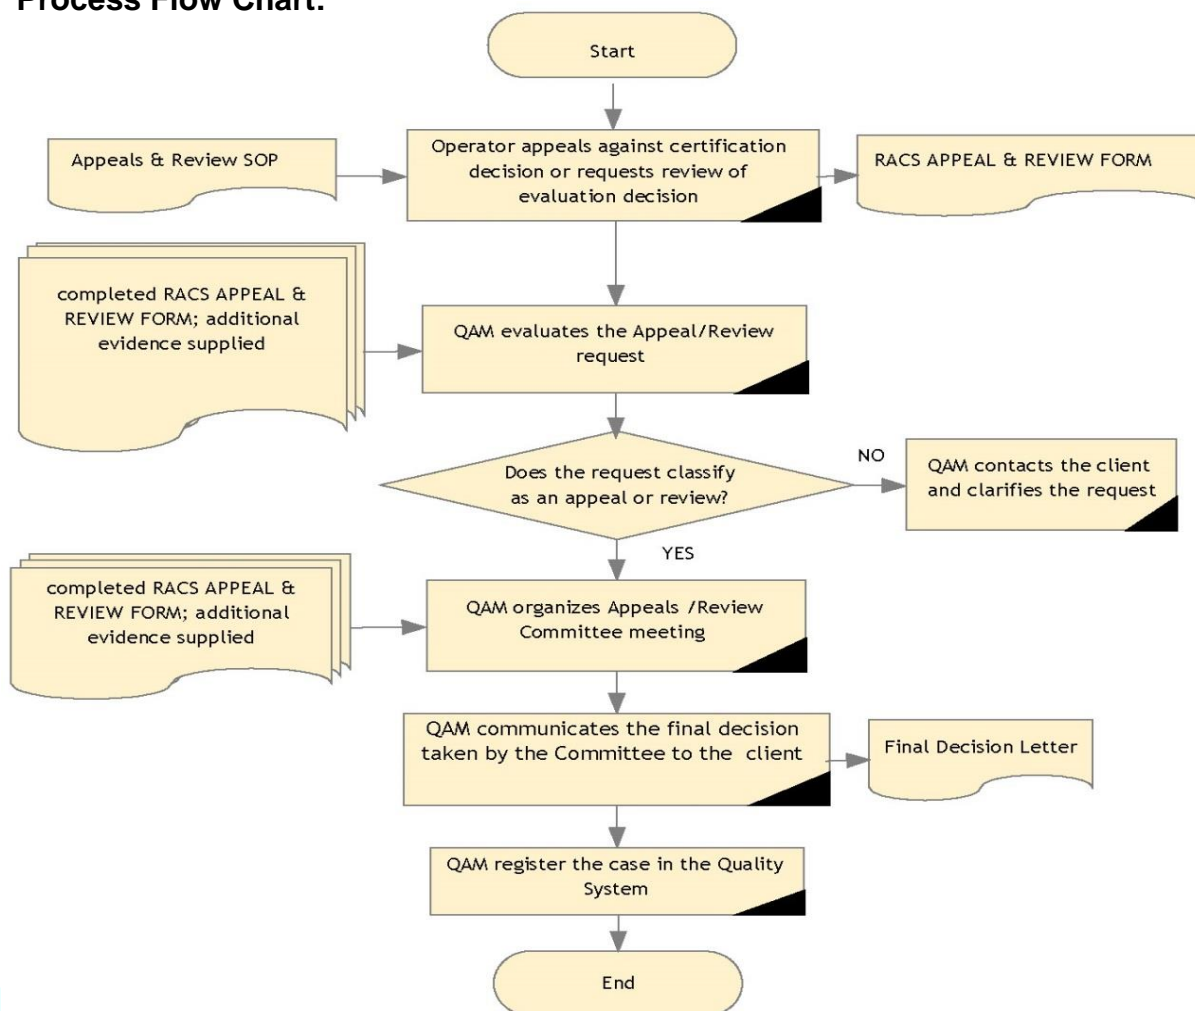 Process Flow Chart:
Start
Appeals & Review SOP
Operator appeals against certification
decision or requests review of
evaluation decision
RACS APPEAL & REVIEW FORM
completed RACS APPEAL &
REVIEW FORM; additional
evidence supplied
QAM evaluates the Appeal/Review
request
Does the request classify
as an appeal or review?
NO
QAM contacts the client
and clarifies the request
YES
completed RACS APPEAL &
REVIEW FORM; additional
evidence supplied
QAM organizes Appeals /Review
Committee meeting
QAM communicates the final decision
taken by the Committee to the client
Final Decision Letter
QAM register the case in the Quality
System
End